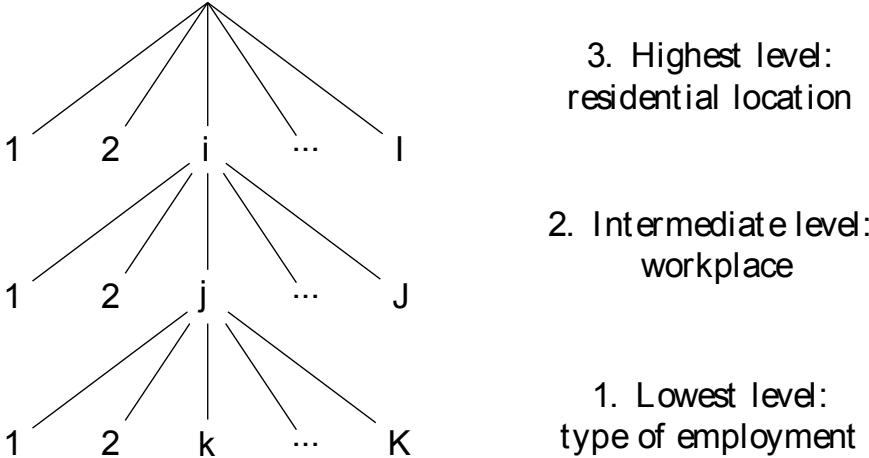 3. Highest level:
residential location
1 2 i ... I
2. Intermediate level:
workplace
1 2 j ... J
1. Lowest level:
type of employment
1 2 k ... K